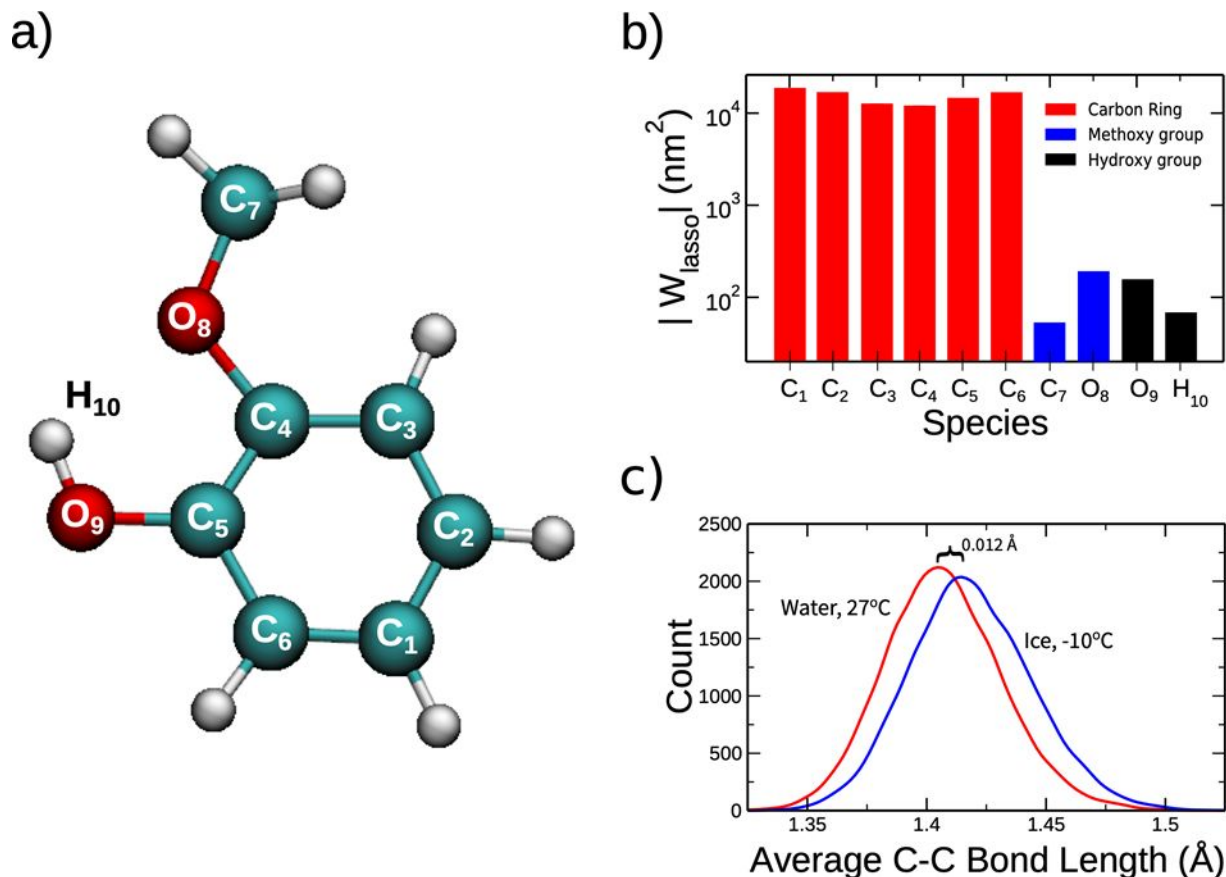 a)
C₇
O₈
H₁₀
C₄
C₃
O₉
C₅
C₂
C₆
C₁
b)
| W_lasso | (nm²)
10⁴
10³
10²
Carbon Ring
Methoxy group
Hydroxy group
C₁ C₂ C₃ C₄ C₅ C₆ C₇ O₈ O₉ H₁₀
Species
c)
Count
2500
2000
1500
1000
500
0
0.012 Å
Water, 27°C
Ice, -10°C
1.35 1.4 1.45 1.5
Average C-C Bond Length (Å)